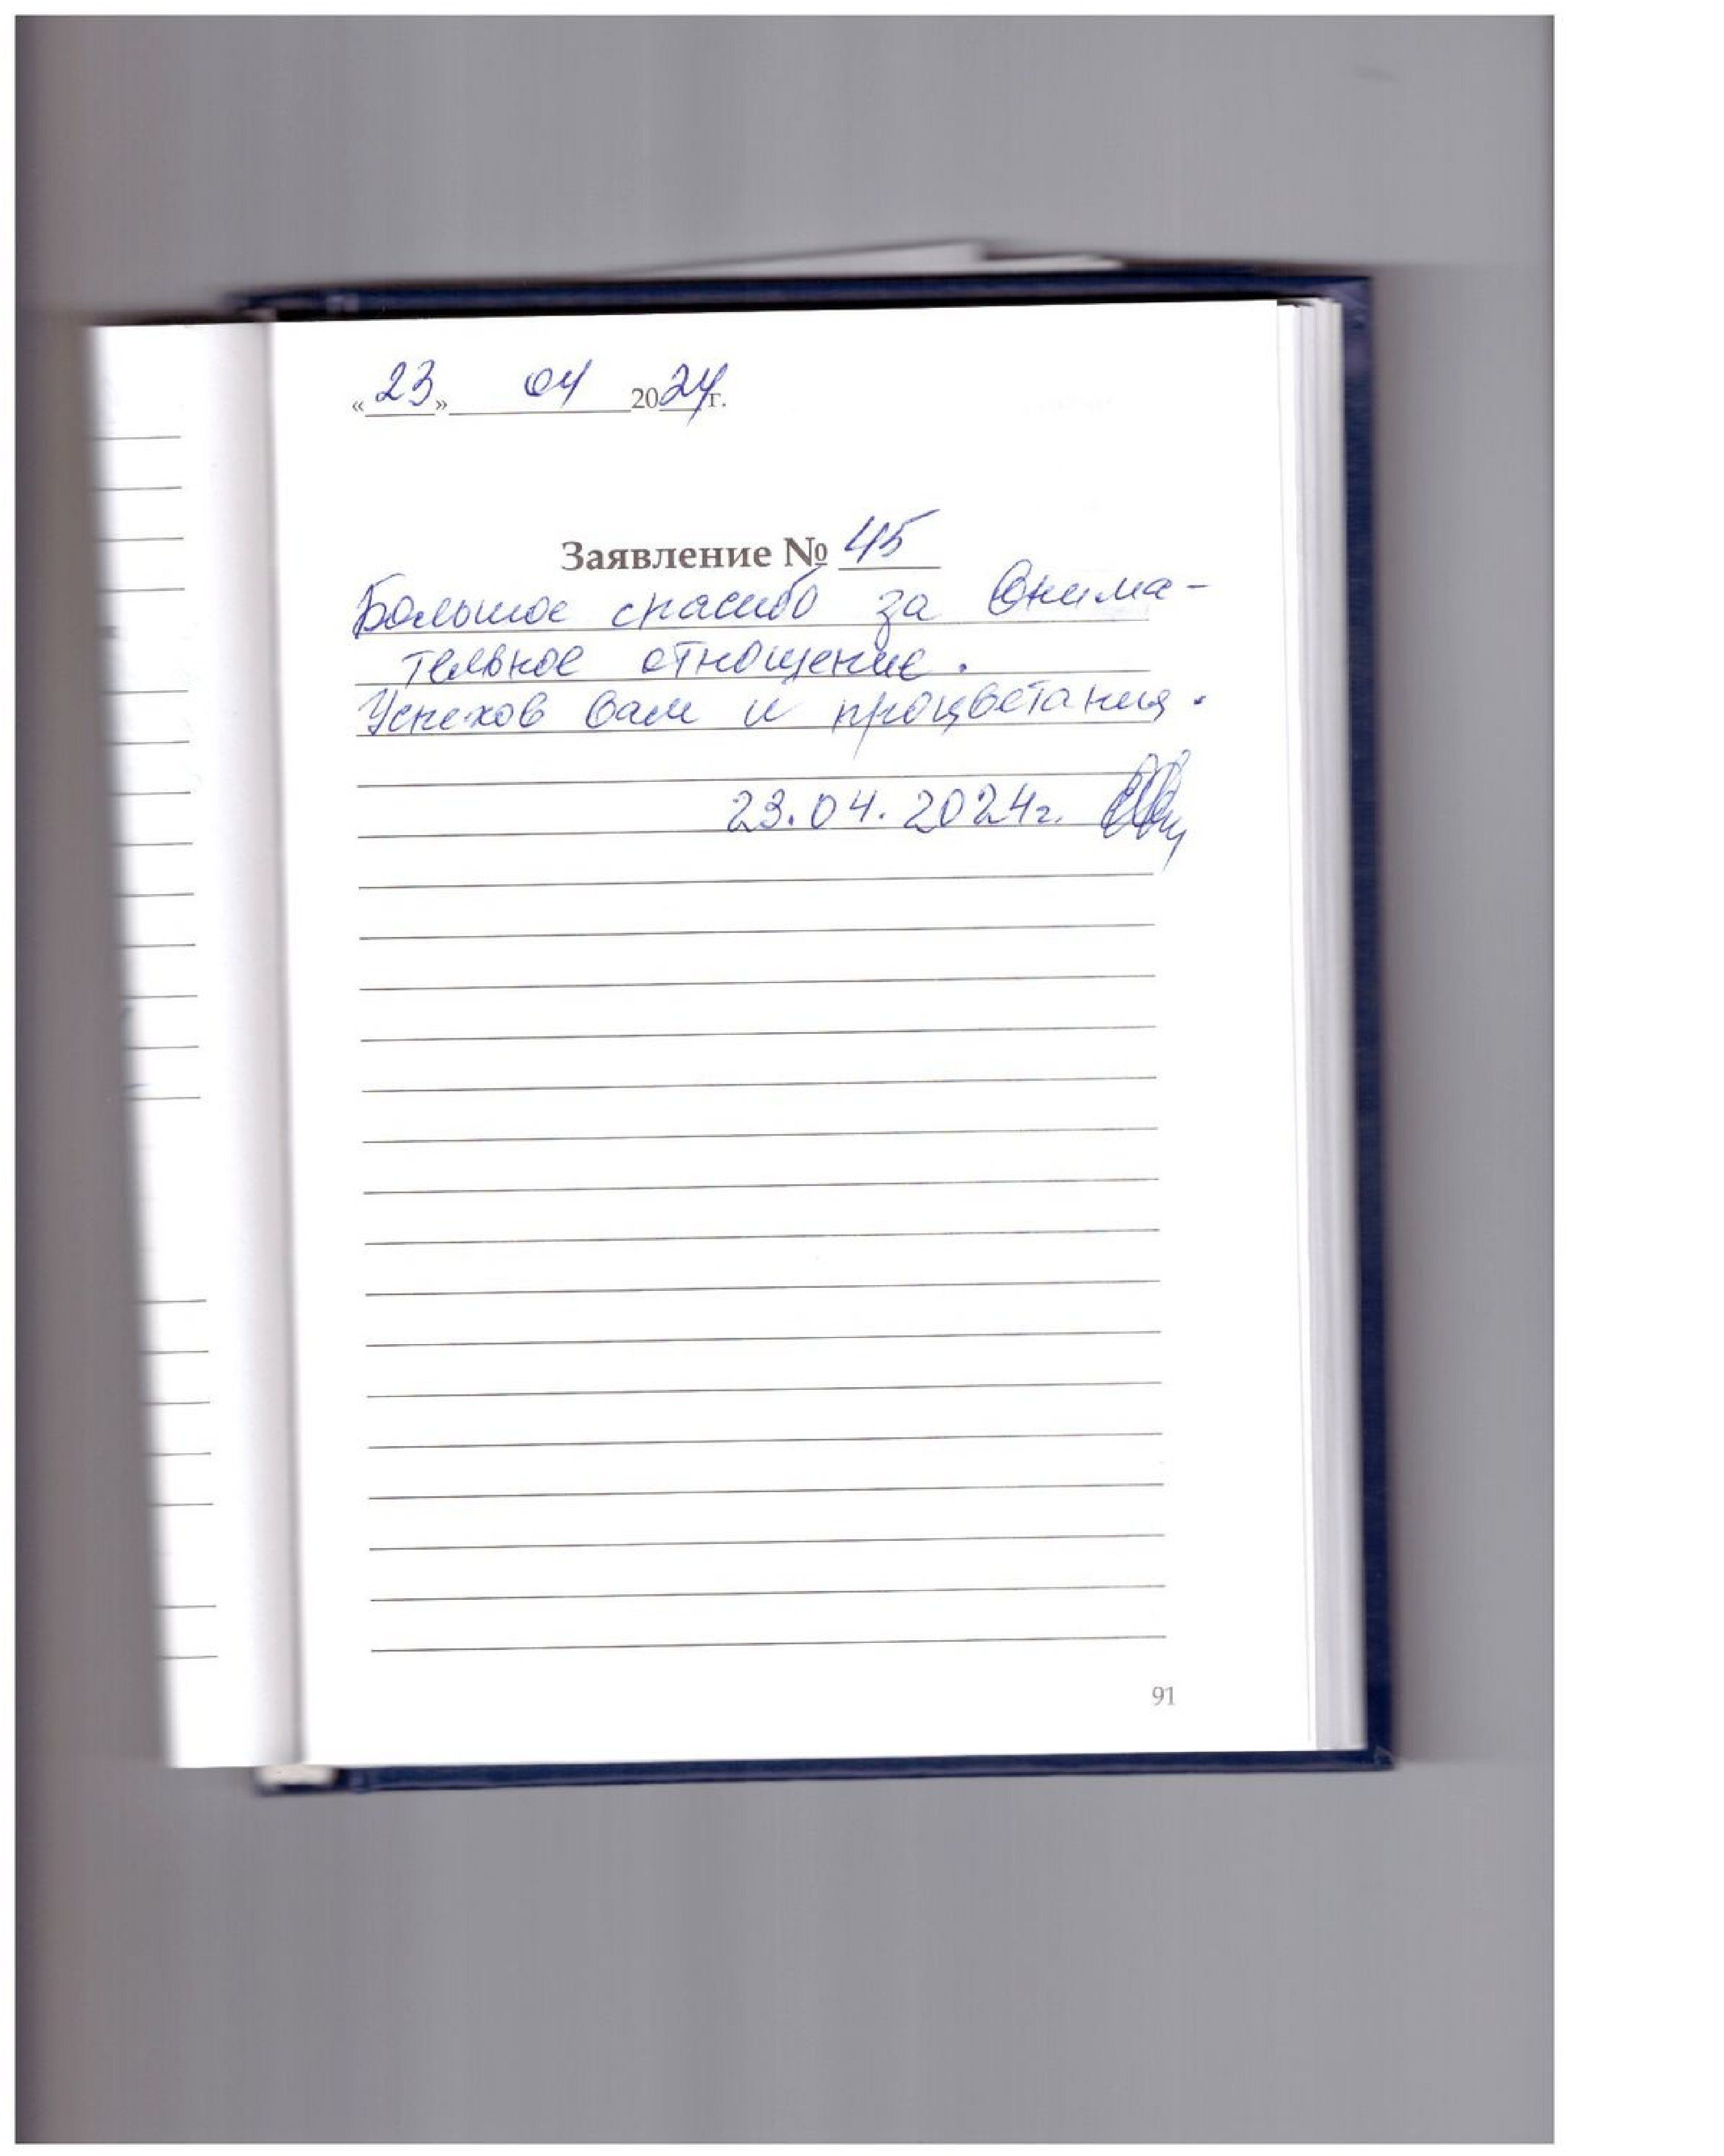 «23» 04 2024г.
Заявление № 45
Большое спасибо за внима-
тельное отношение.
Успехов вам и процветания.
23.04.2024г.
91